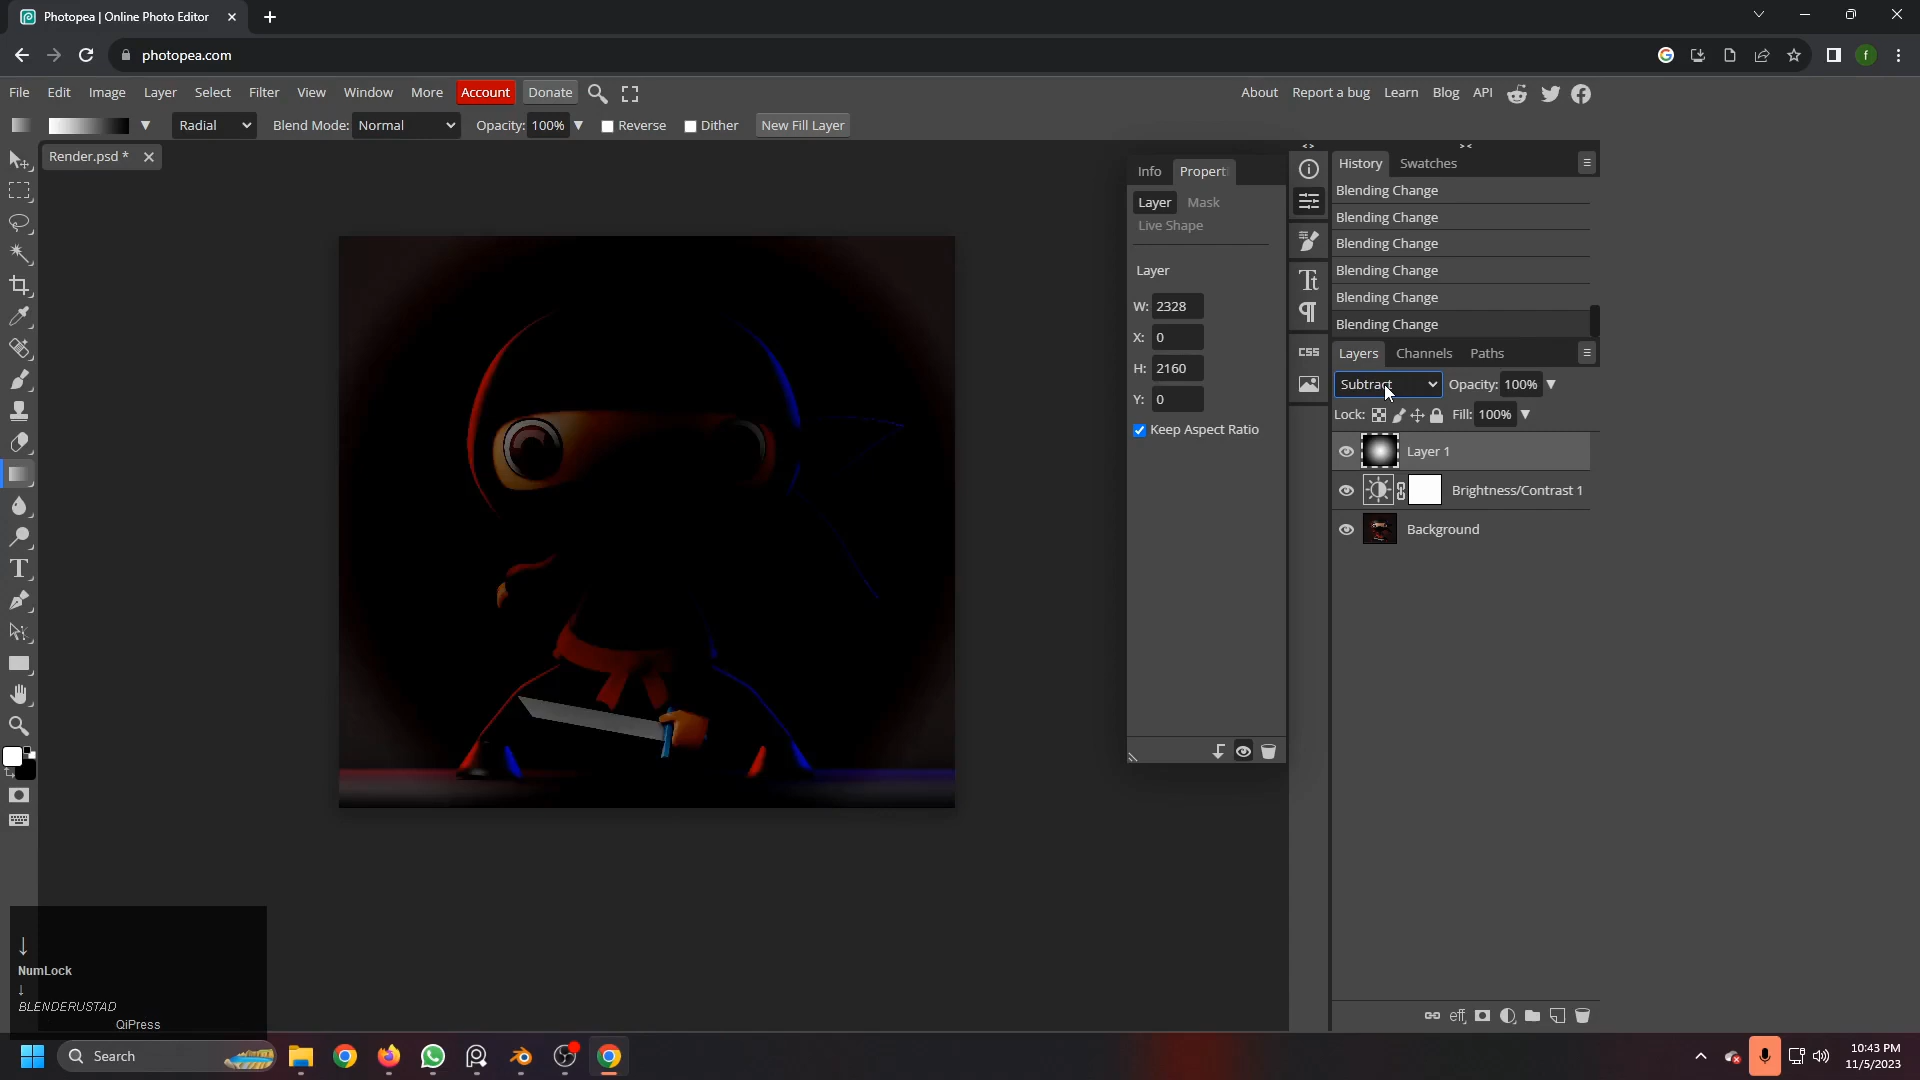 Photopea | Online Photo Editor
photopea.com
f
File Edit Image Layer Select Filter View Window More Account Donate
About Report a bug Learn Blog API
Radial Blend Mode: Normal Opacity: 100% Reverse Dither New Fill Layer
Render.psd *
Info Properti
Layer Mask
Live Shape
Layer
W: 2328
X: 0
H: 2160
Y: 0
Keep Aspect Ratio
CSS
History Swatches
Blending Change
Blending Change
Blending Change
Blending Change
Blending Change
Blending Change
Layers Channels Paths
Subtract Opacity: 100%
Lock: Fill: 100%
Layer 1
Brightness/Contrast 1
Background
eff
↓
NumLock
↓
BLENDERUSTAD
QiPress
Search
10:43 PM
11/5/2023